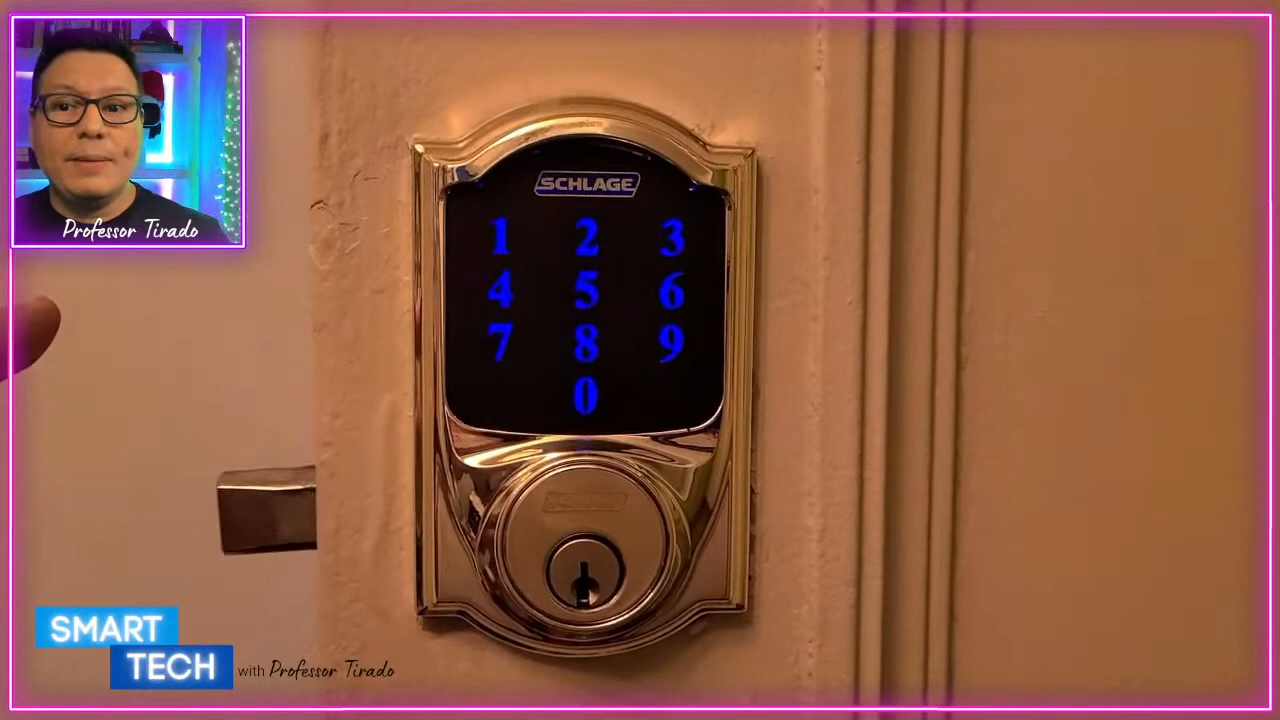 Professor Tirado
SCHLAGE
1 2 3
4 5 6
7 8 9
0
SMART
TECH
with Professor Tirado